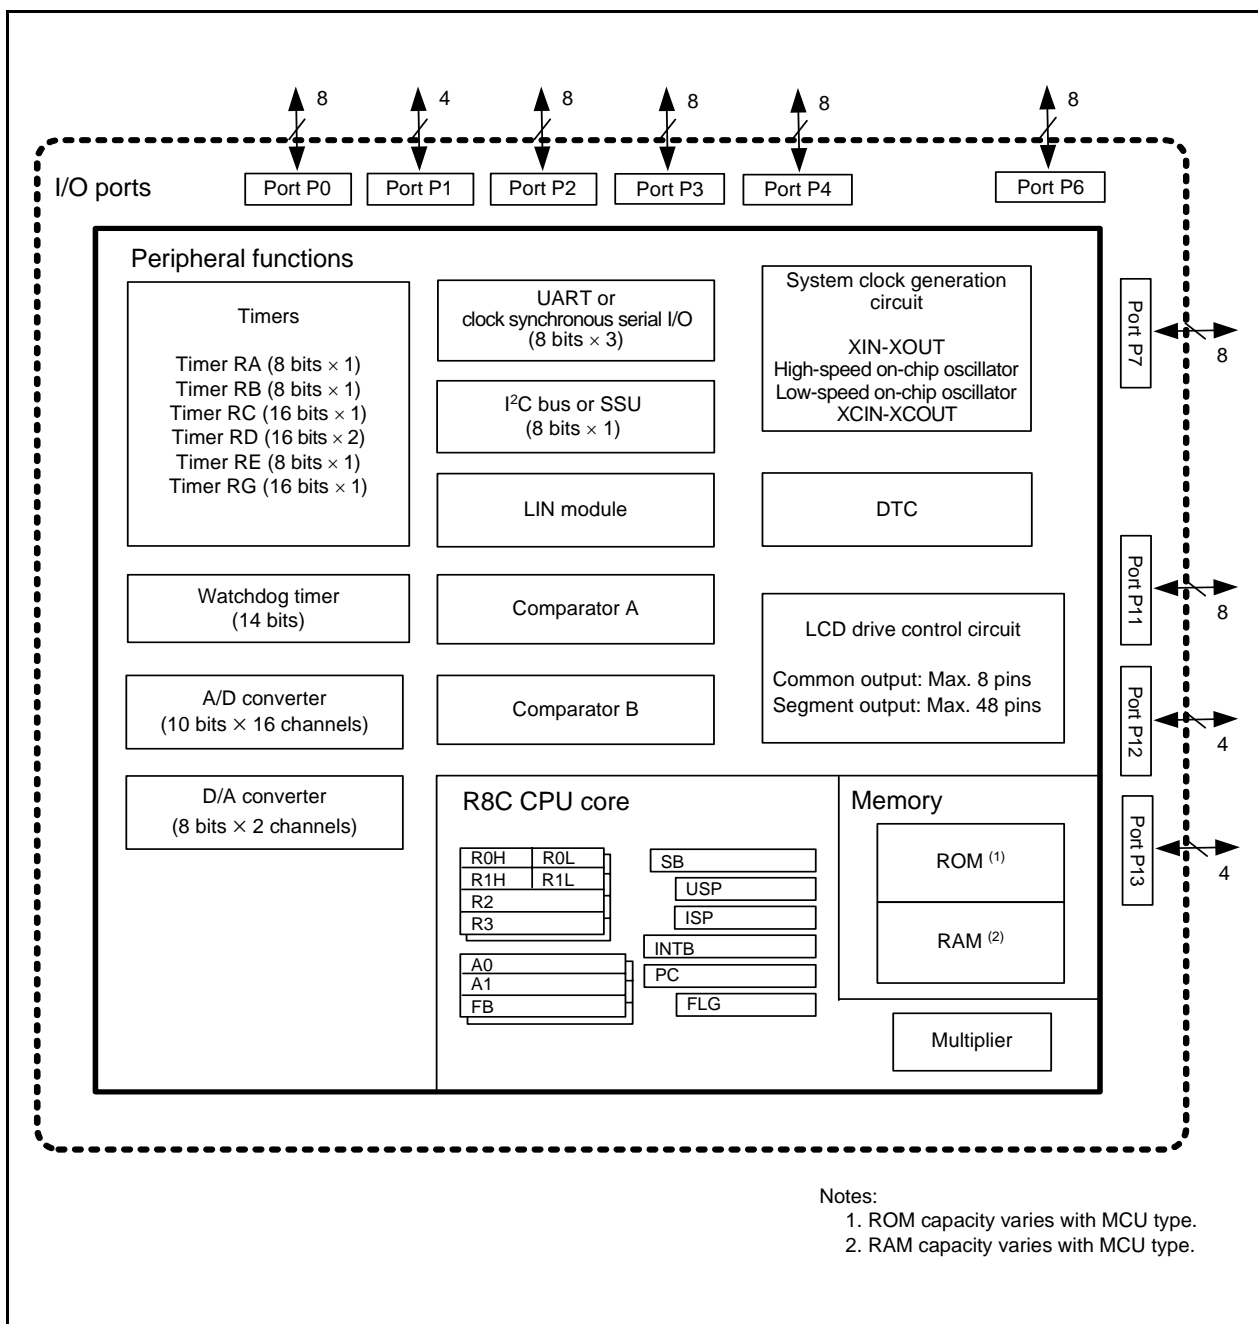 8
4
8
8
8
8
I/O ports
Port P0
Port P1
Port P2
Port P3
Port P4
Port P6
Peripheral functions
Timers
Timer RA (8 bits × 1)
Timer RB (8 bits × 1)
Timer RC (16 bits × 1)
Timer RD (16 bits × 2)
Timer RE (8 bits × 1)
Timer RG (16 bits × 1)
UART or
clock synchronous serial I/O
(8 bits × 3)
I²C bus or SSU
(8 bits × 1)
LIN module
System clock generation
circuit
XIN-XOUT
High-speed on-chip oscillator
Low-speed on-chip oscillator
XCIN-XCOUT
DTC
Port P7
8
Watchdog timer
(14 bits)
Comparator A
LCD drive control circuit
Common output: Max. 8 pins
Segment output: Max. 48 pins
Port P11
8
A/D converter
(10 bits × 16 channels)
Comparator B
Port P12
4
D/A converter
(8 bits × 2 channels)
R8C CPU core
R0H
R0L
R1H
R1L
R2
R3
A0
A1
FB
SB
USP
ISP
INTB
PC
FLG
Memory
ROM (1)
RAM (2)
Multiplier
Port P13
4
Notes:
1. ROM capacity varies with MCU type.
2. RAM capacity varies with MCU type.